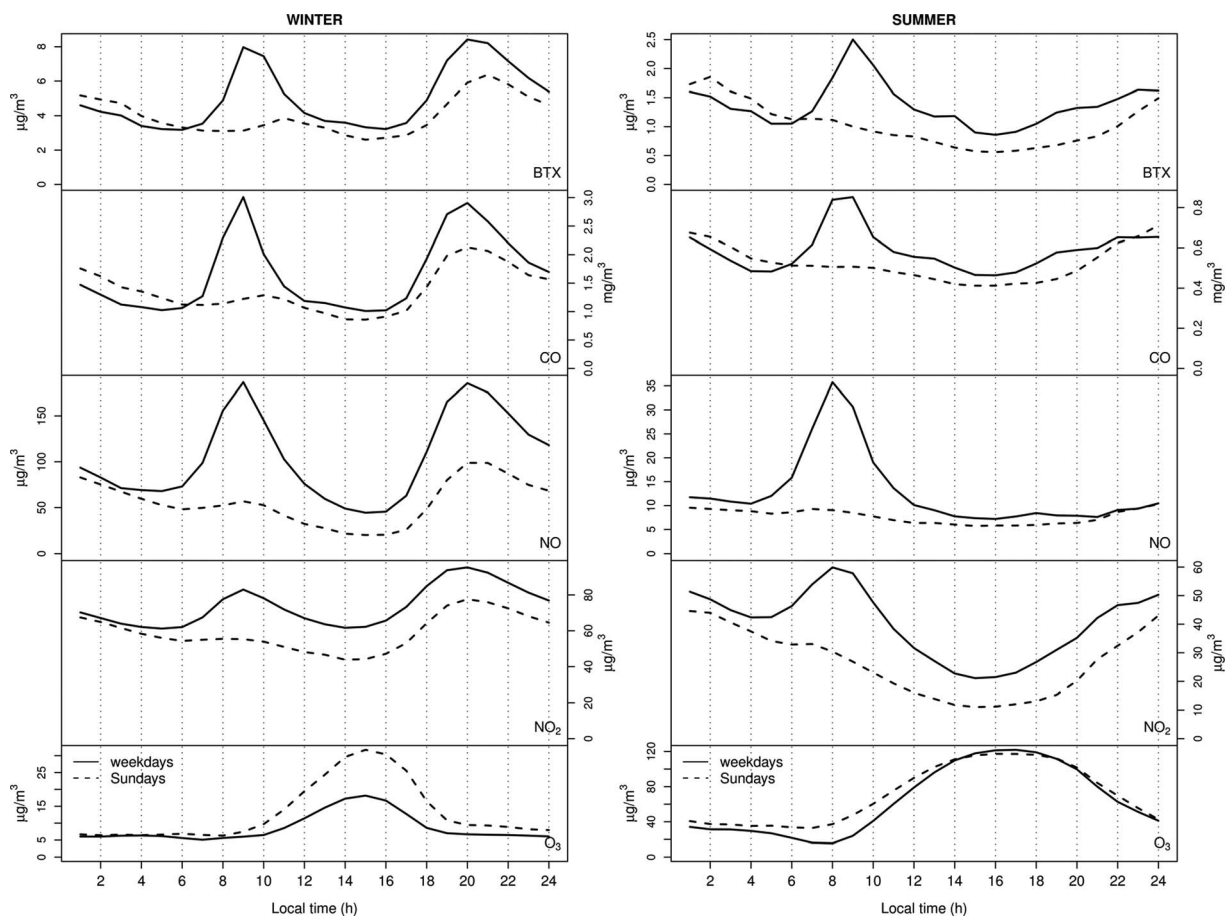 WINTER
SUMMER
8
6
4
2
0
µg/m³
BTX
2.5
2.0
1.5
1.0
0.5
0.0
µg/m³
BTX
3.0
2.5
2.0
1.5
1.0
0.5
0.0
mg/m³
CO
0.8
0.6
0.4
0.2
0.0
mg/m³
CO
150
100
50
0
µg/m³
NO
35
30
25
20
15
10
5
0
µg/m³
NO
80
60
40
20
0
µg/m³
NO₂
60
50
40
30
20
10
0
µg/m³
NO₂
25
15
5
0
µg/m³
weekdays
Sundays
O₃
120
80
40
0
µg/m³
weekdays
Sundays
O₃
2 4 6 8 10 12 14 16 18 20 22 24
Local time (h)
2 4 6 8 10 12 14 16 18 20 22 24
Local time (h)